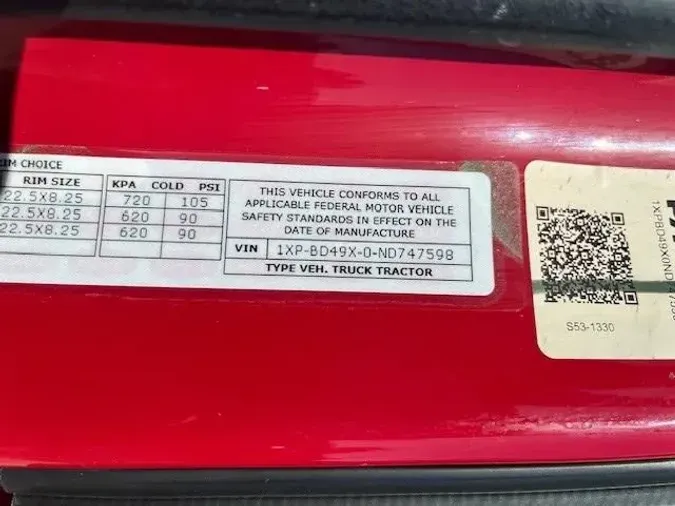 RIM CHOICE
RIM SIZE KPA COLD PSI
22.5X8.25 720 105
22.5X8.25 620 90
22.5X8.25 620 90
THIS VEHICLE CONFORMS TO ALL
APPLICABLE FEDERAL MOTOR VEHICLE
SAFETY STANDARDS IN EFFECT ON THE
DATE OF MANUFACTURE
VIN 1XP-BD49X-0-ND747598
TYPE VEH. TRUCK TRACTOR
S53-1330